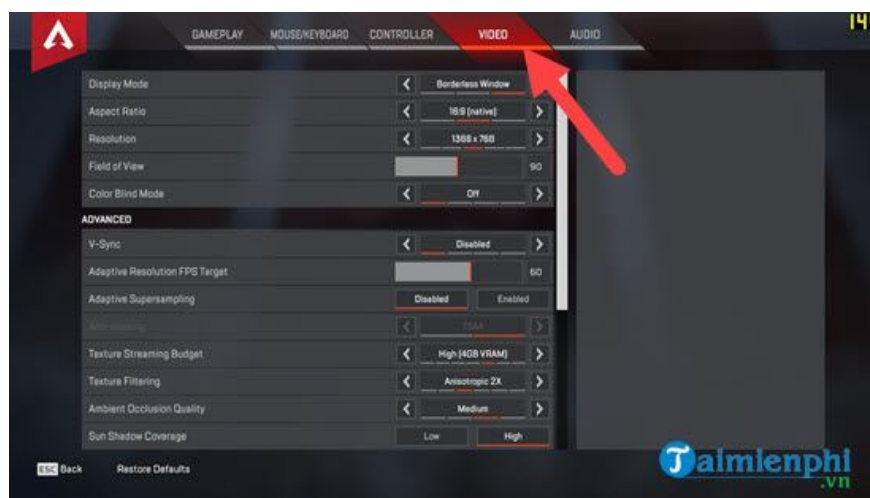 GAMEPLAY MOUSE/KEYBOARD CONTROLLER VIDEO AUDIO
Display Mode Borderless Window
Aspect Ratio 16:9 (native)
Resolution 1366 x 768
Field of View 90
Color Blind Mode Off
ADVANCED
V-Sync Disabled
Adaptive Resolution FPS Target 60
Adaptive Supersampling Disabled Enabled
TSAA
Texture Streaming Budget High (4GB VRAM)
Texture Filtering Anisotropic 2X
Ambient Occlusion Quality Medium
Sun Shadow Coverage Low High
ESC Back Restore Defaults
Taimienphi
.vn